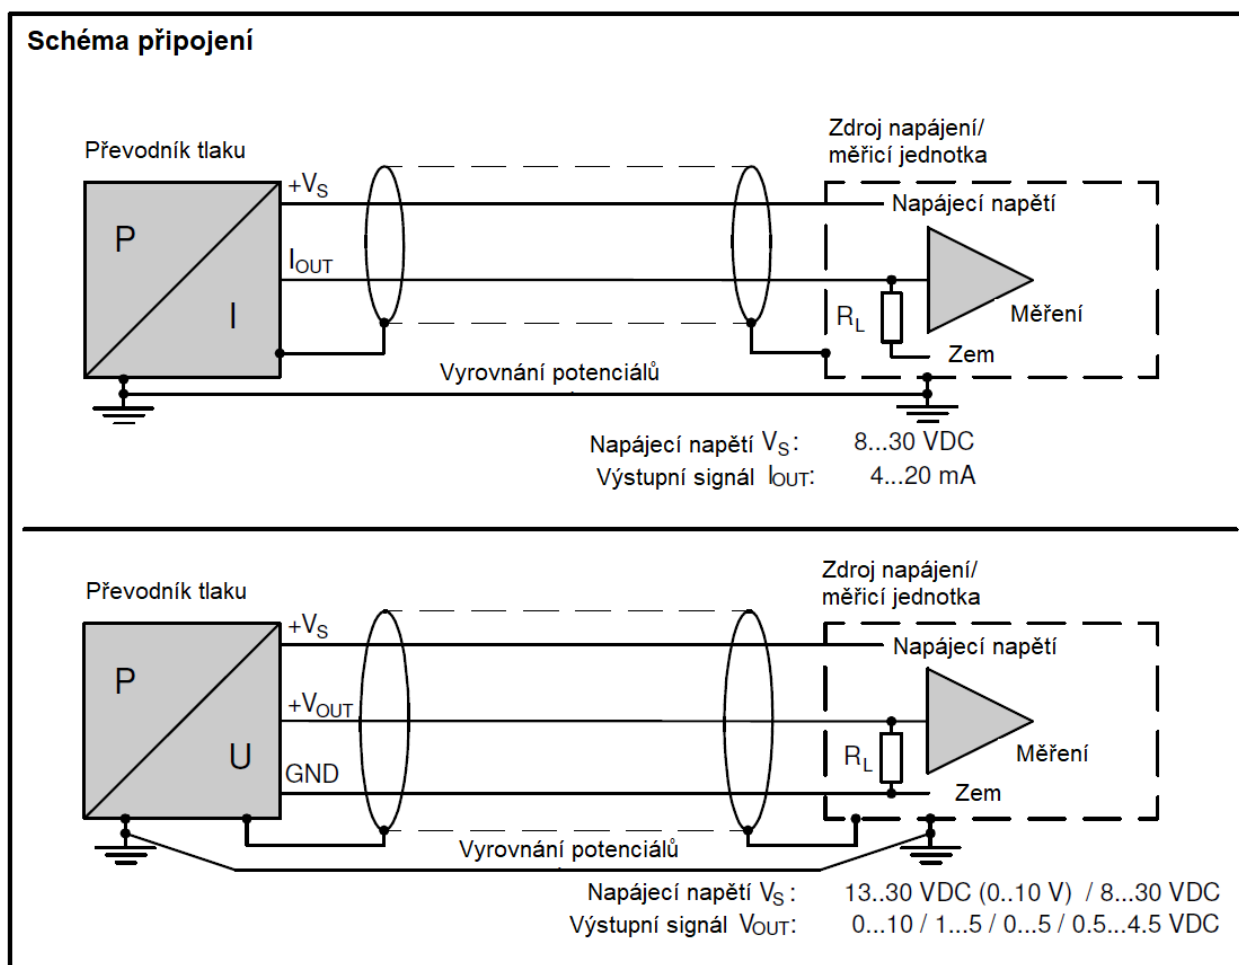 Schéma připojení
Převodník tlaku
Zdroj napájení/
měřicí jednotka
+VS
Napájecí napětí
P
IOUT
I
RL
Měření
Zem
Vyrovnání potenciálů
Napájecí napětí VS: 8...30 VDC
Výstupní signál IOUT: 4...20 mA
Převodník tlaku
Zdroj napájení/
měřicí jednotka
+VS
Napájecí napětí
P
+VOUT
U
RL
Měření
GND
Zem
Vyrovnání potenciálů
Napájecí napětí VS: 13..30 VDC (0..10 V) / 8...30 VDC
Výstupní signál VOUT: 0...10 / 1...5 / 0...5 / 0.5...4.5 VDC